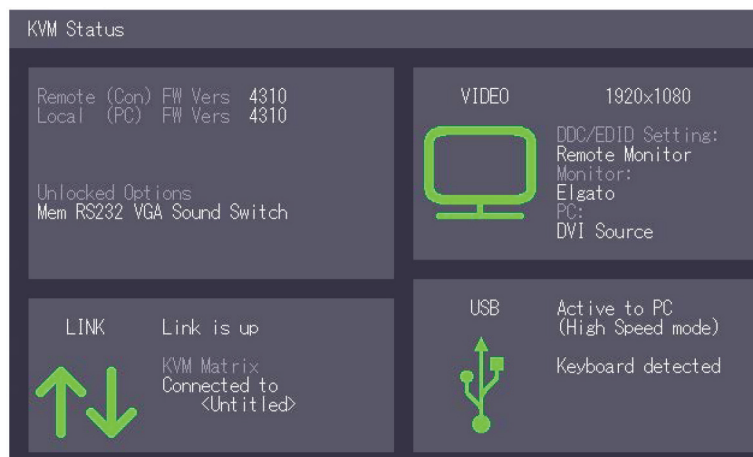 KVM Status
Remote (Con) FW Vers 4310
Local (PC) FW Vers 4310
Unlocked Options
Mem RS232 VGA Sound Switch
VIDEO 1920x1080
DDC/EDID Setting:
Remote Monitor
Monitor:
Elgato
PC:
DVI Source
LINK Link is up
KVM Matrix
Connected to
<Untitled>
USB Active to PC
(High Speed mode)
Keyboard detected